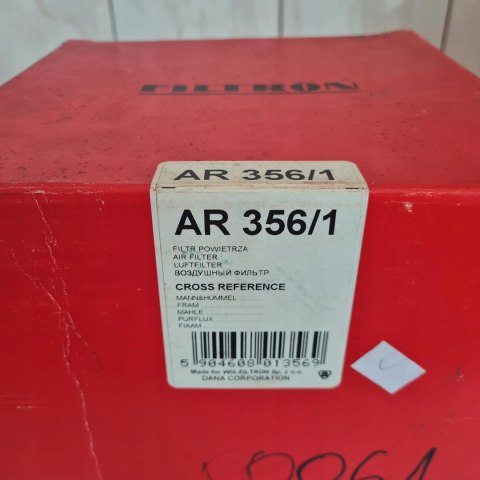 FILTRON
AR 356/1
AR 356/1
FILTR POWIETRZA
AIR FILTER
LUFTFILTER
ВОЗДУШНЫЙ ФИЛЬТР
CROSS REFERENCE
MANN&HUMMEL ............
FRAM ............
MAHLE ............
PURFLUX ............
FIAAM ............
5 904608 013569
Made for WIX-FILTRON Sp. z o.o.
DANA CORPORATION